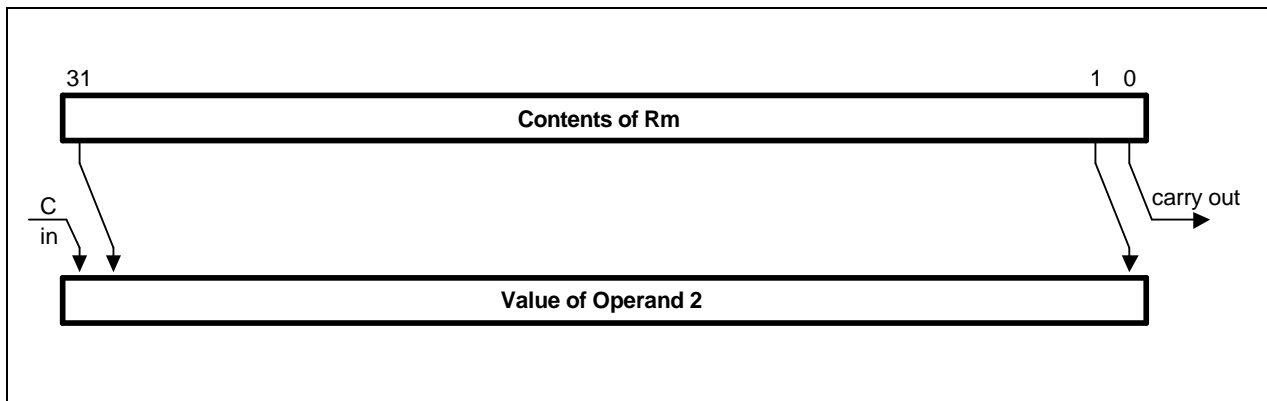 31
1 0
Contents of Rm
C
in
carry out
Value of Operand 2